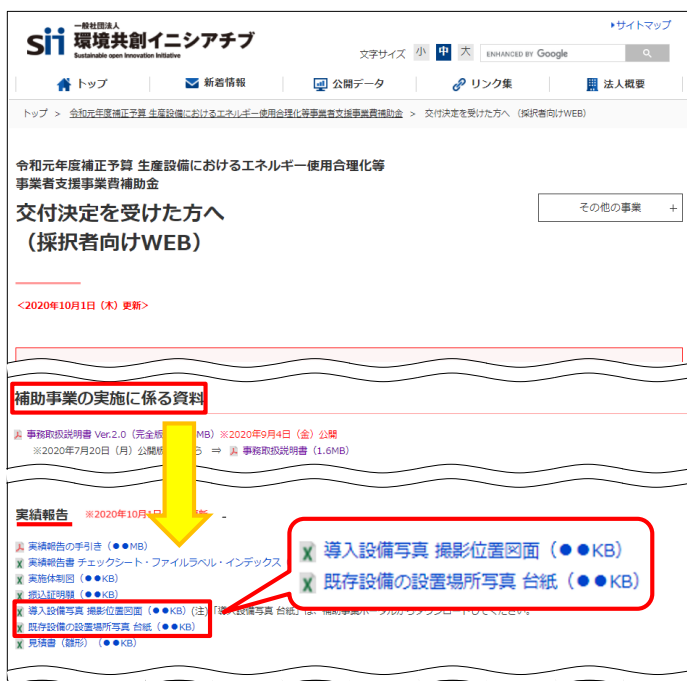 一般社団法人
sii 環境共創イニシアチブ
Sustainable open Innovation Initiative
サイトマップ
文字サイズ 小 中 大 ENHANCED BY Google
トップ 新着情報 公開データ リンク集 法人概要
トップ > 令和元年度補正予算 生産設備におけるエネルギー使用合理化等事業者支援事業費補助金 > 交付決定を受けた方へ (採択者向けWEB)
令和元年度補正予算 生産設備におけるエネルギー使用合理化等
事業者支援事業費補助金
交付決定を受けた方へ
(採択者向けWEB)
その他の事業 +
<2020年10月1日(木)更新>
補助事業の実施に係る資料
事務取扱説明書 Ver.2.0(完全版 MB)※2020年9月4日(金)公開
※2020年7月20日(月)公開 ら ⇒ 事務取扱説明書(1.6MB)
実績報告 ※2020年10月
実績報告の手引き(●●MB)
実績報告書 チェックシート・ファイルラベル・インデックス
実施体制図(●●KB)
振込証明願(●●KB)
導入設備写真 撮影位置図面(●●KB)(注)「導入設備写真 台紙」は、補助事業ポータルからダウンロードしてください。
既存設備の設置場所写真 台紙(●●KB)
見積書(雛形)(●●KB)
導入設備写真 撮影位置図面(●●KB)
既存設備の設置場所写真 台紙(●●KB)